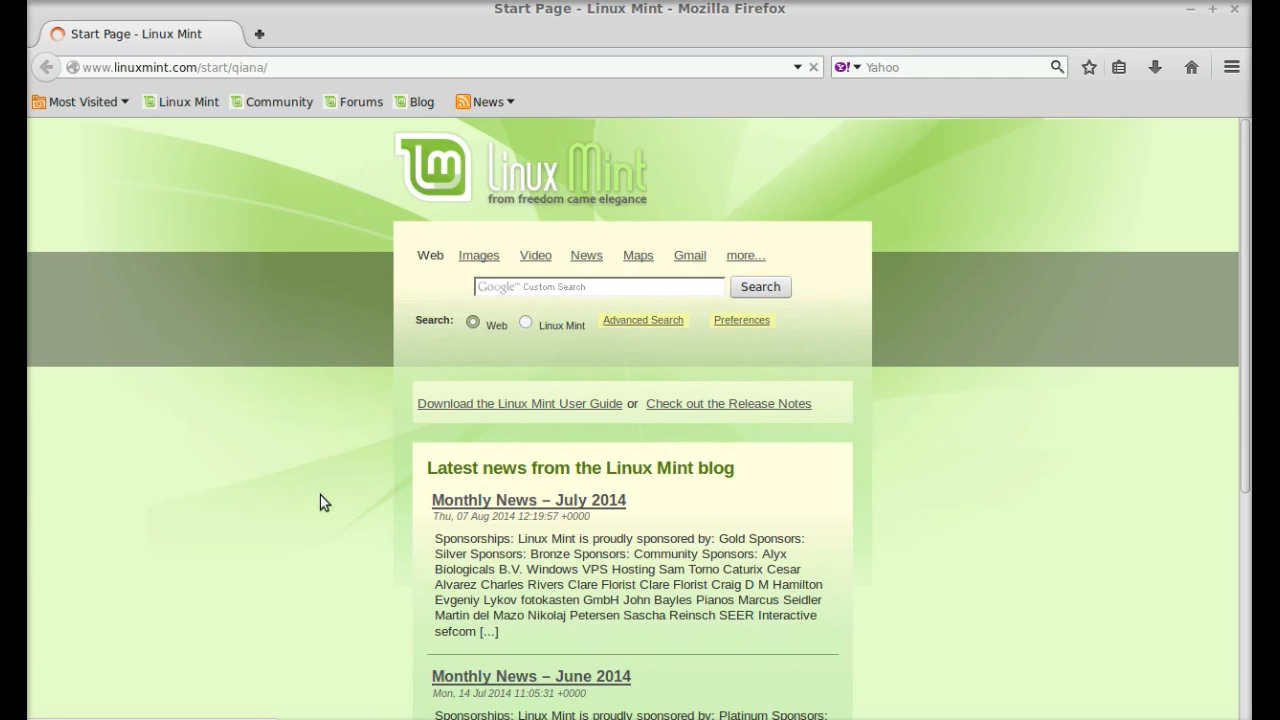 Start Page - Linux Mint - Mozilla Firefox
Start Page - Linux Mint
www.linuxmint.com/start/qiana/
Y! Yahoo
Most Visited Linux Mint Community Forums Blog News
lm Linux Mint
from freedom came elegance
Web Images Video News Maps Gmail more...
Google™ Custom Search Search
Search: Web Linux Mint Advanced Search Preferences
Download the Linux Mint User Guide or Check out the Release Notes
Latest news from the Linux Mint blog
Monthly News – July 2014
Thu, 07 Aug 2014 12:19:57 +0000
Sponsorships: Linux Mint is proudly sponsored by: Gold Sponsors:
Silver Sponsors: Bronze Sponsors: Community Sponsors: Alyx
Biologicals B.V. Windows VPS Hosting Sam Torno Caturix Cesar
Alvarez Charles Rivers Clare Florist Clare Florist Craig D M Hamilton
Evgeniy Lykov fotokasten GmbH John Bayles Pianos Marcus Seidler
Martin del Mazo Nikolaj Petersen Sascha Reinsch SEER Interactive
sefcom [...]
Monthly News – June 2014
Mon, 14 Jul 2014 11:05:31 +0000
Sponsorships: Linux Mint is proudly sponsored by: Platinum Sponsors: